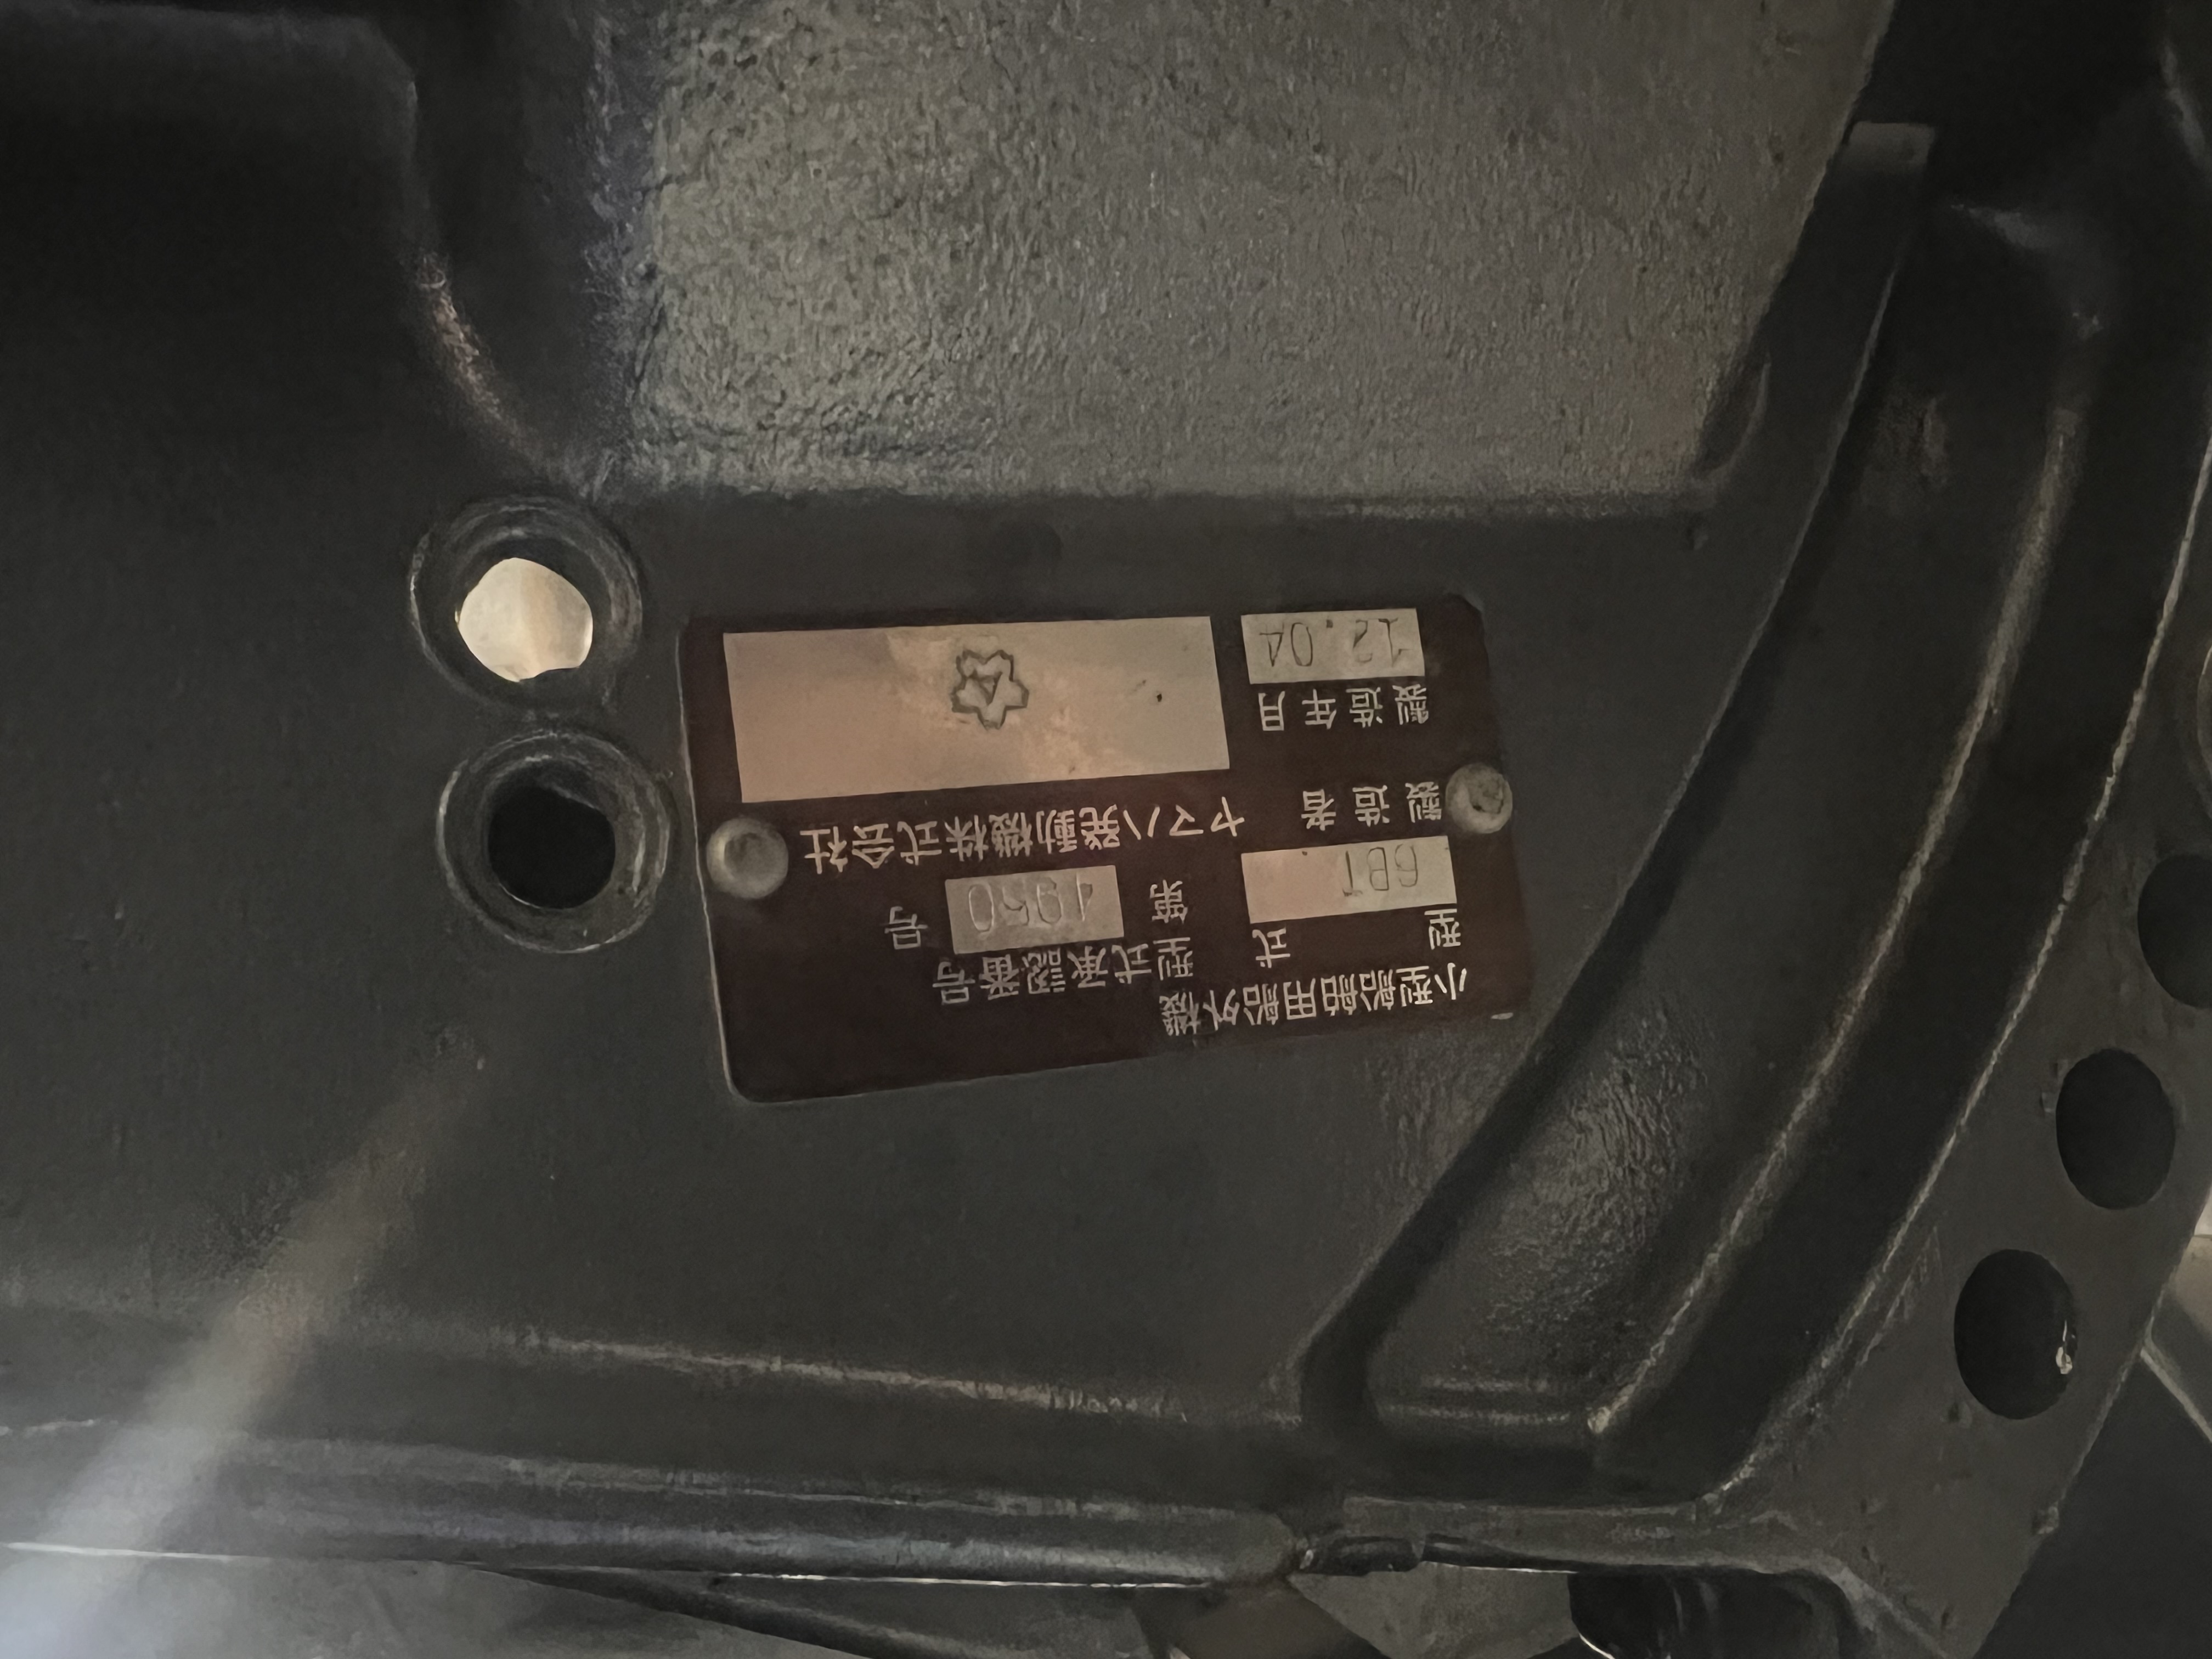 小型船舶用船外機
型式 6BT
型式承認番号
第 4950 号
製造者 ヤマハ発動機株式会社
製造年月
12.04